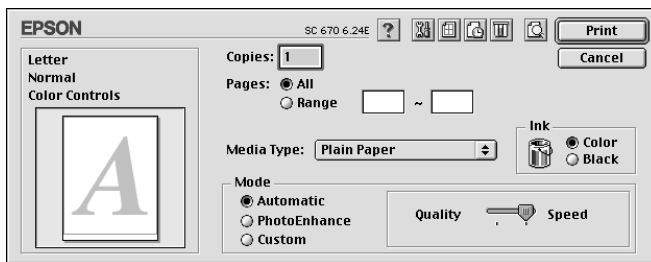 EPSON
SC 670 6.24E
?
Print
Cancel
Letter
Normal
Color Controls
A
Copies: 1
Pages: All
Range ~
Media Type: Plain Paper
Ink
Color
Black
Mode
Automatic
PhotoEnhance
Custom
Quality Speed